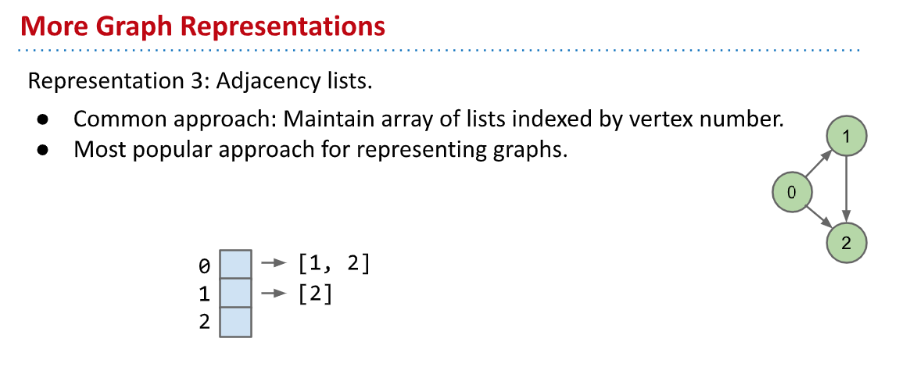 More Graph Representations
Representation 3: Adjacency lists.
● Common approach: Maintain array of lists indexed by vertex number.
● Most popular approach for representing graphs.
1
0
2
0 → [1, 2]
1 → [2]
2